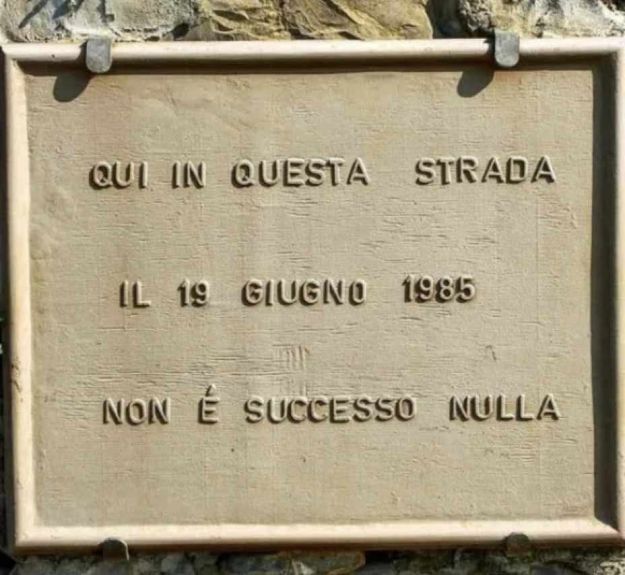 QUI IN QUESTA STRADA
IL 19 GIUGNO 1985
NON É SUCCESSO NULLA